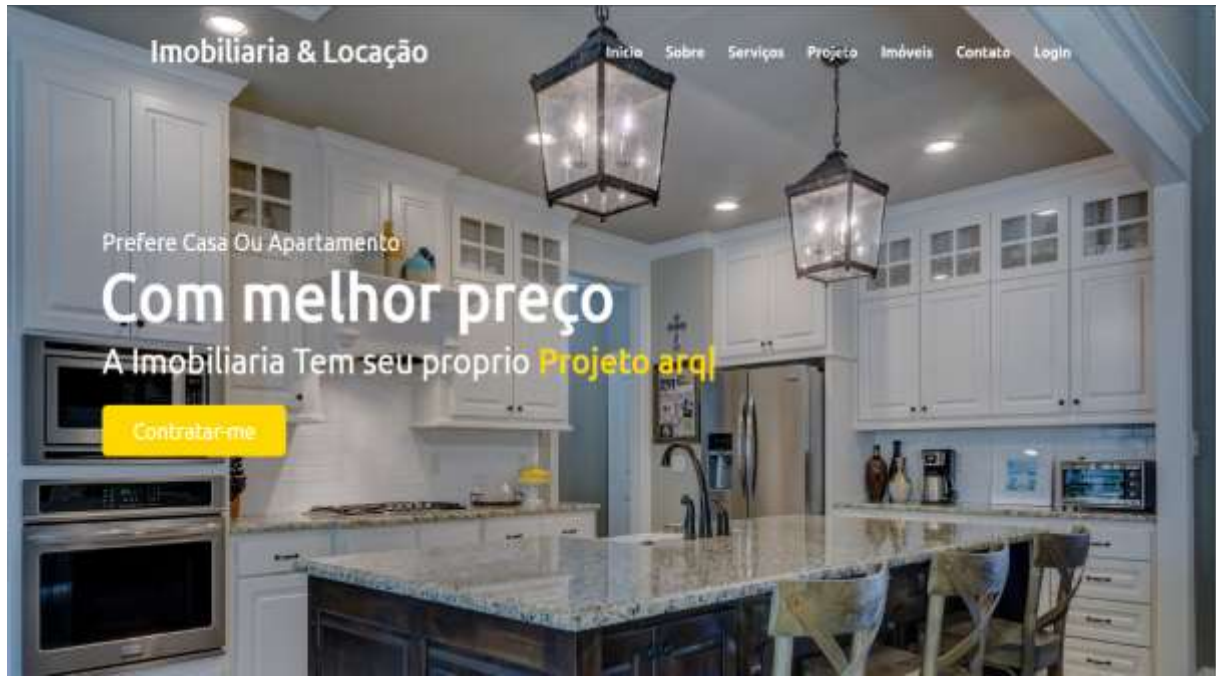 Imobiliaria & Locação
Início Sobre Serviços Projeto Imóveis Contato Login
Prefere Casa Ou Apartamento
Com melhor preço
A Imobiliaria Tem seu proprio Projeto arq|
Contratar-me